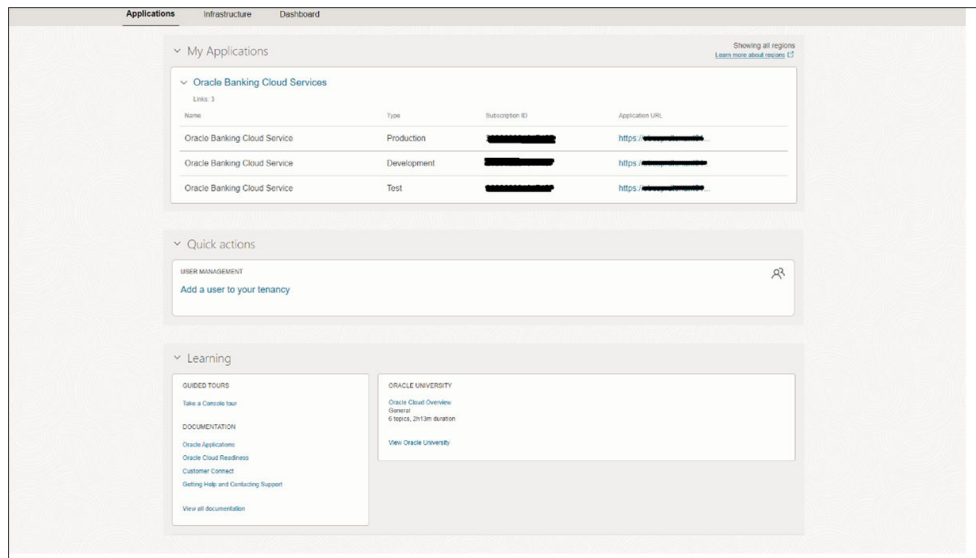 Applications Infrastructure Dashboard
My Applications
Showing all regions
Learn more about regions
Oracle Banking Cloud Services
Links: 3
Name Type Subscription ID Application URL
Oracle Banking Cloud Service Production https:/
Oracle Banking Cloud Service Development https:/
Oracle Banking Cloud Service Test https:/
Quick actions
USER MANAGEMENT
Add a user to your tenancy
Learning
GUIDED TOURS
Take a Console tour
DOCUMENTATION
Oracle Applications
Oracle Cloud Readiness
Customer Connect
Getting Help and Contacting Support
View all documentation
ORACLE UNIVERSITY
Oracle Cloud Overview
General
6 topics, 2h13m duration
View Oracle University